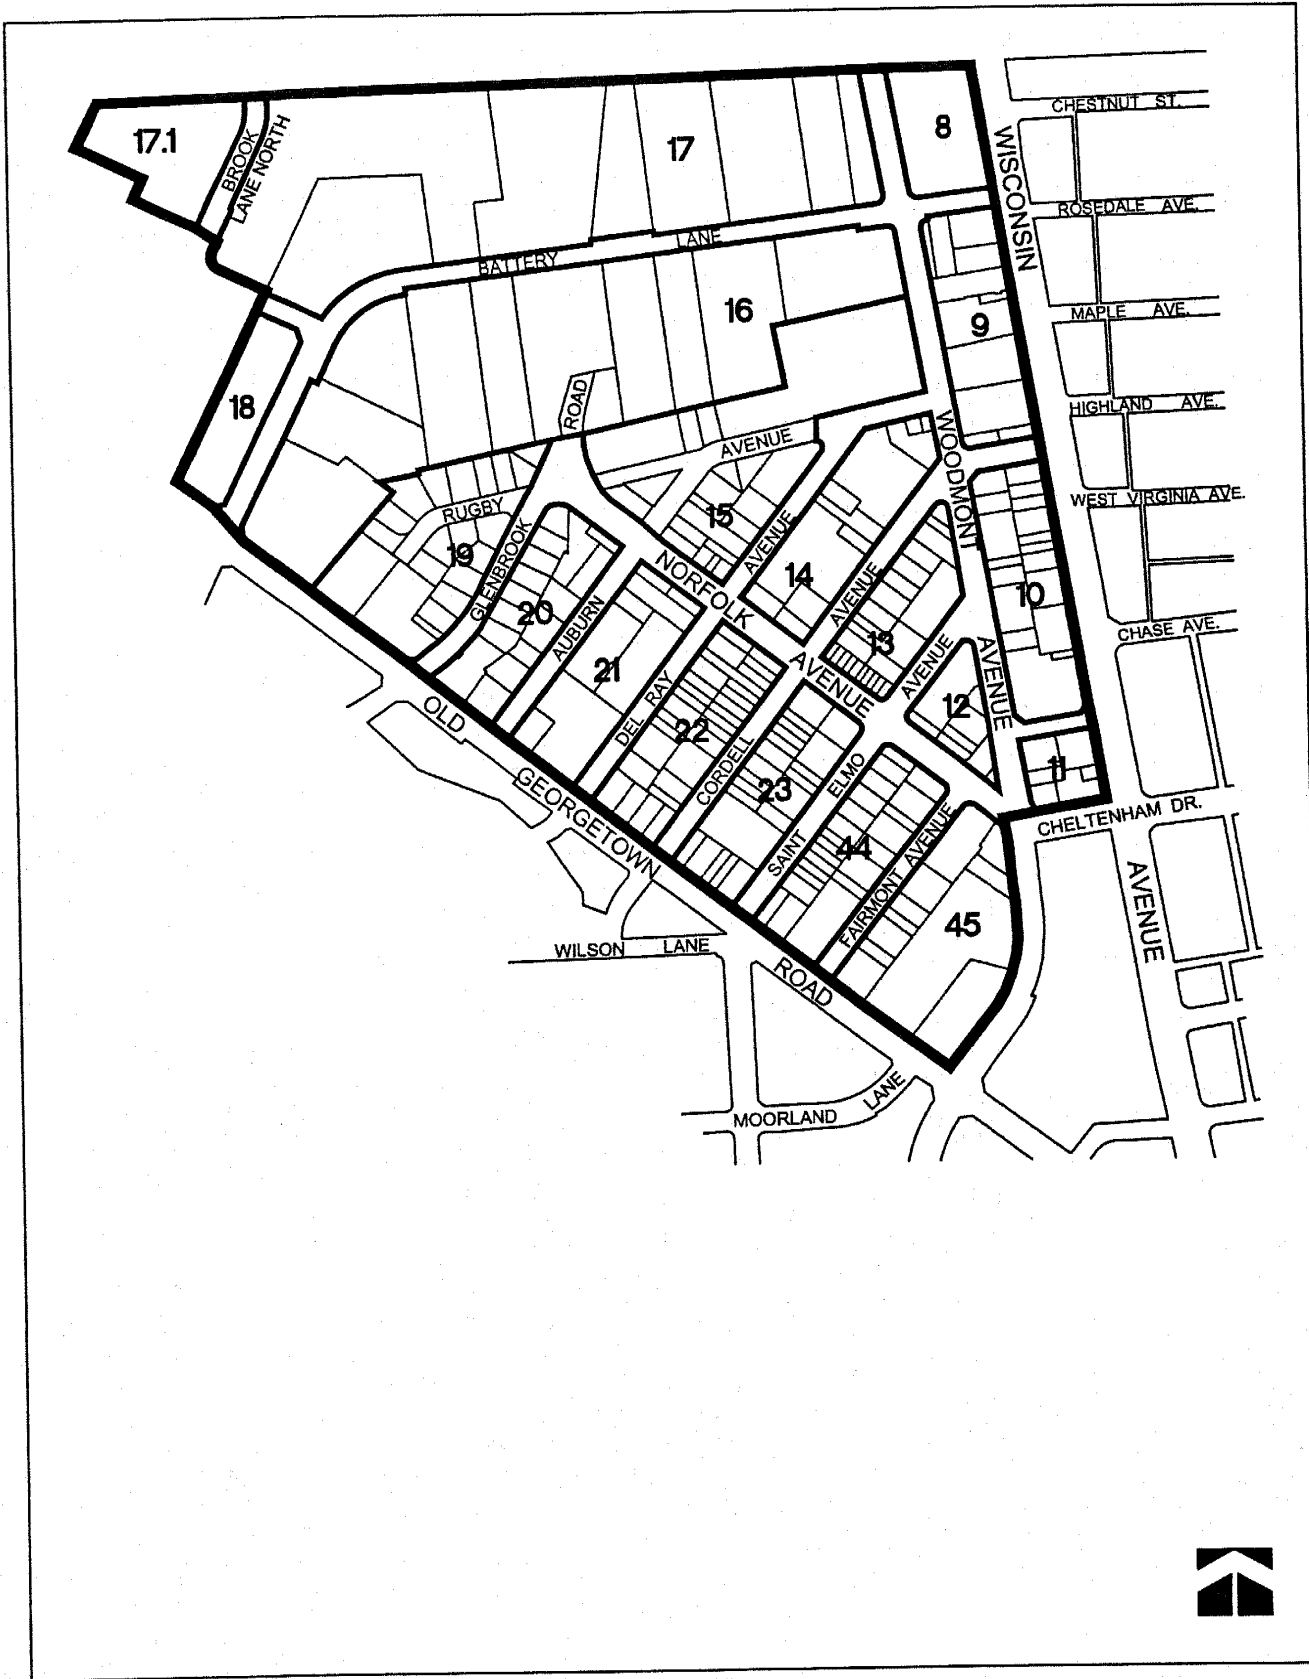 CHESTNUT ST.
8
17.1
BROOK
LANE NORTH
17
WISCONSIN
ROSEDALE AVE.
BATTERY LANE
16
MAPLE AVE.
9
18
ROAD
HIGHLAND AVE.
AVENUE
WOODMONT
WEST VIRGINIA AVE.
RUGBY
15
AVENUE
19
GLENBROOK
NORFOLK
14
AVENUE
10
20
AUBURN
CHASE AVE.
13
21
AVENUE
AVENUE
AVENUE
DEL RAY
12
OLD
22
CORDELL
11
GEORGETOWN
23
ELMO
CHELTENHAM DR.
SAINT
44
FAIRMONT AVENUE
AVENUE
45
WILSON LANE
ROAD
MOORLAND LANE